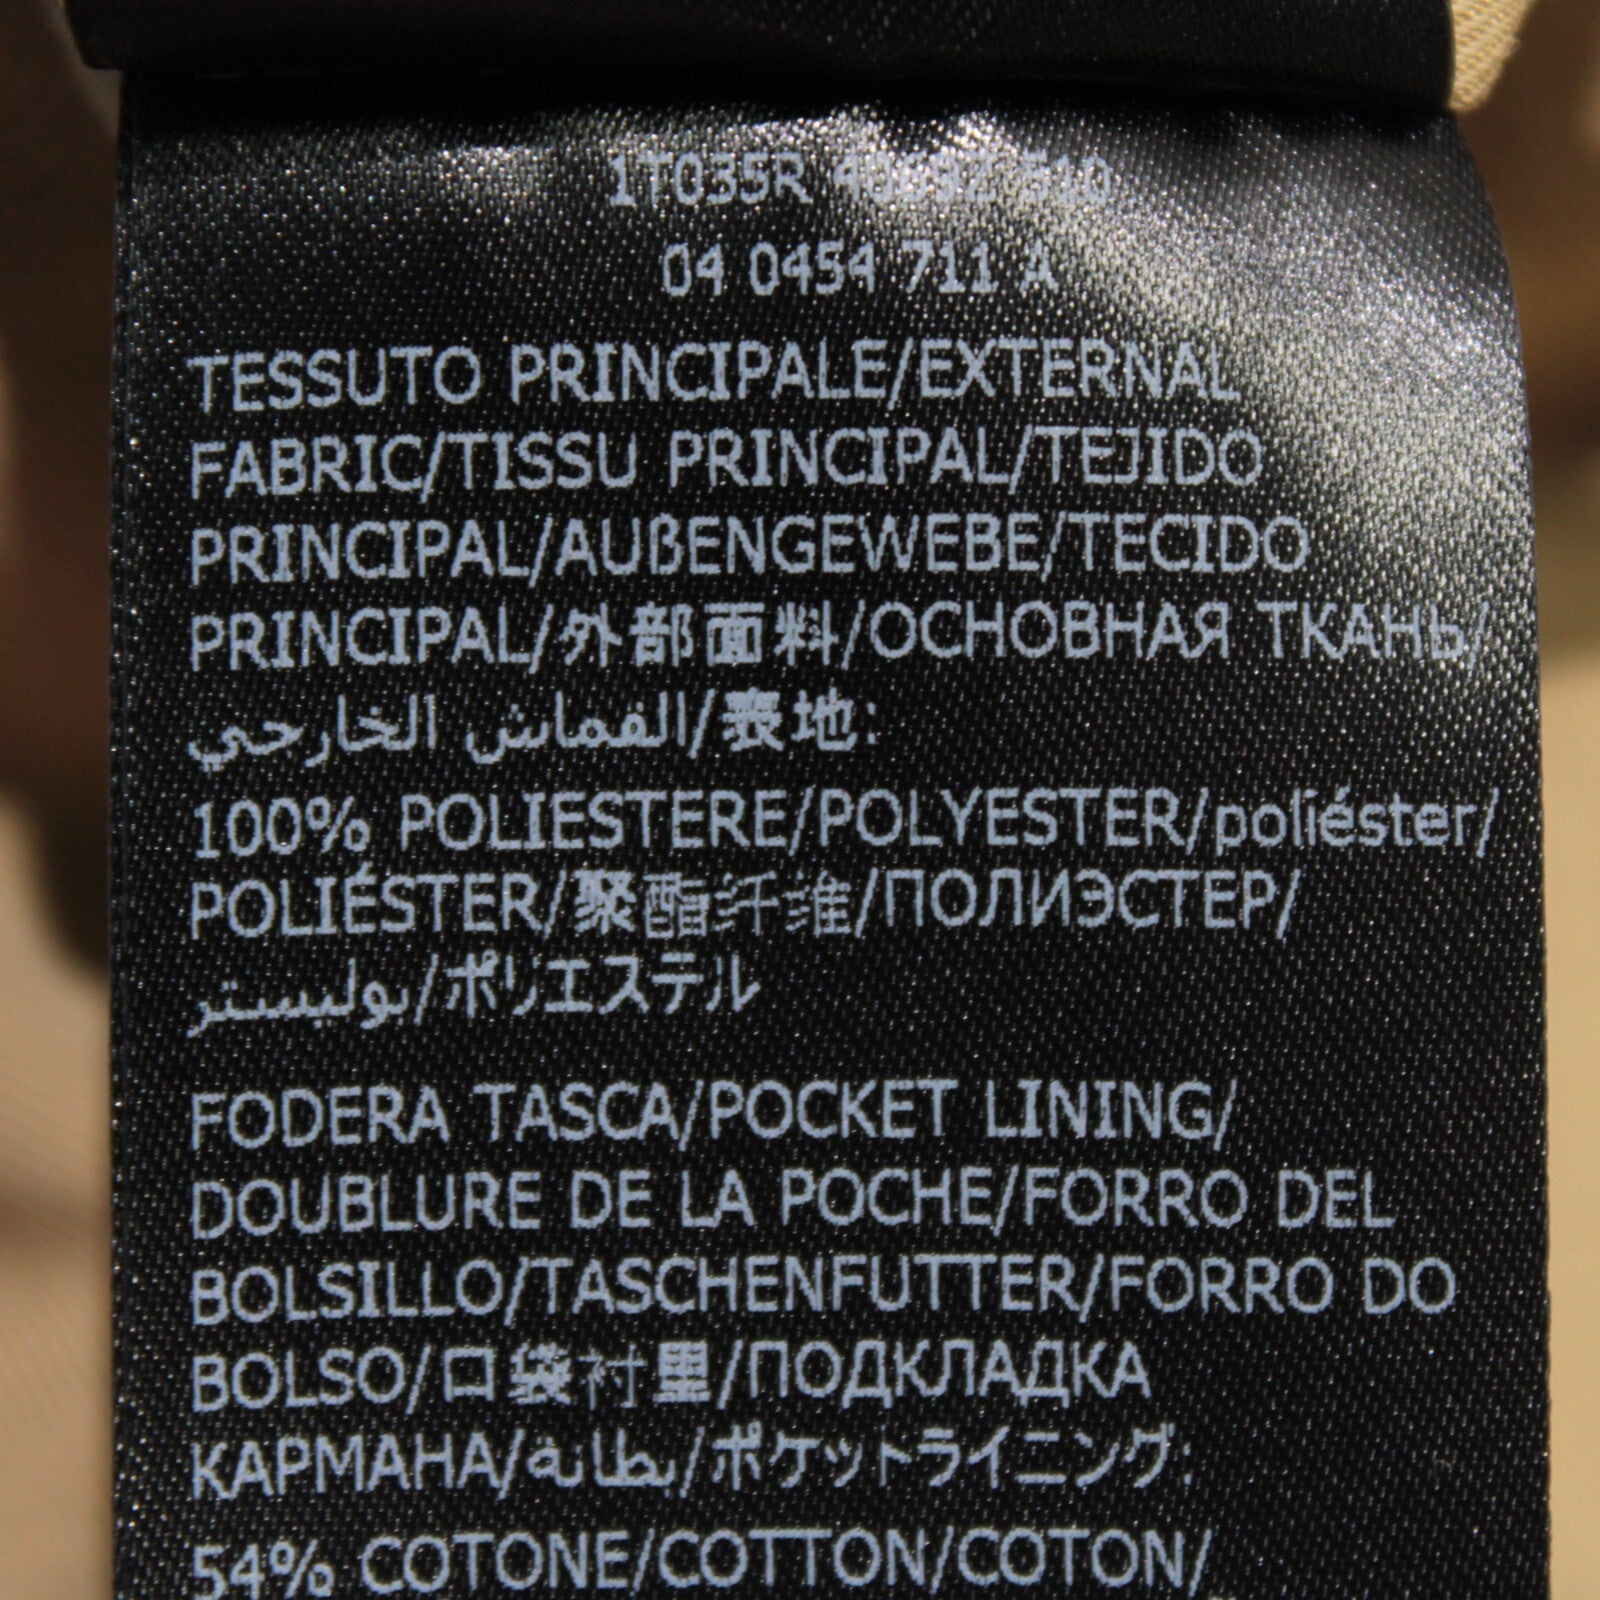 1T035R 510
04 0454 711 A
TESSUTO PRINCIPALE/EXTERNAL
FABRIC/TISSU PRINCIPAL/TEJIDO
PRINCIPAL/AUßENGEWEBE/TECIDO
PRINCIPAL/外部面料/ОСНОВНАЯ ТКАНЬ/
القماش الخارجي/表地:
100% POLIESTERE/POLYESTER/poliéster/
POLIÉSTER/聚酯纤维/ПОЛИЭСТЕР/
بوليستر/ポリエステル
FODERA TASCA/POCKET LINING/
DOUBLURE DE LA POCHE/FORRO DEL
BOLSILLO/TASCHENFUTTER/FORRO DO
BOLSO/口袋衬里/ПОДКЛАДКА
КАРМАНА/بطانة/ポケットライニング:
54% COTONE/COTTON/COTON/